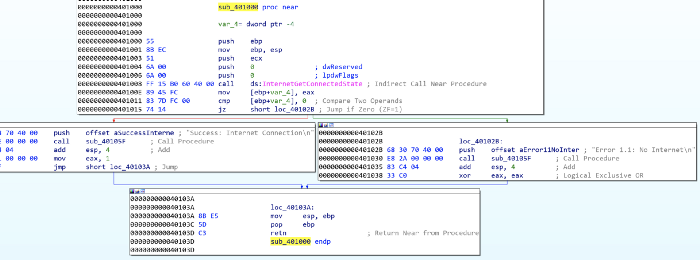 0000000000401000
0000000000401000 sub_401000 proc near
0000000000401000
0000000000401000 var_4= dword ptr -4
0000000000401000
0000000000401000 55 push ebp
0000000000401001 8B EC mov ebp, esp
0000000000401003 51 push ecx
0000000000401004 6A 00 push 0 ; dwReserved
0000000000401006 6A 00 push 0 ; lpdwFlags
0000000000401008 FF 15 B0 60 40 00 call ds:InternetGetConnectedState ; Indirect Call Near Procedure
000000000040100E 89 45 FC mov [ebp+var_4], eax
0000000000401011 83 7D FC 00 cmp [ebp+var_4], 0 ; Compare Two Operands
0000000000401015 74 14 jz short loc_40102B ; Jump if Zero (ZF=1)
70 40 00 push offset aSuccessInterne ; "Success: Internet Connection\n"
00 00 00 call sub_40105F ; Call Procedure
04 add esp, 4 ; Add
00 00 00 mov eax, 1
jmp short loc_40103A ; Jump
000000000040102B
000000000040102B loc_40102B:
000000000040102B 68 30 70 40 00 push offset aError11NoInter ; "Error 1.1: No Internet\n"
0000000000401030 E8 2A 00 00 00 call sub_40105F ; Call Procedure
0000000000401035 83 C4 04 add esp, 4 ; Add
0000000000401038 33 C0 xor eax, eax ; Logical Exclusive OR
000000000040103A
000000000040103A loc_40103A:
000000000040103A 8B E5 mov esp, ebp
000000000040103C 5D pop ebp
000000000040103D C3 retn ; Return Near from Procedure
000000000040103D sub_401000 endp
000000000040103D